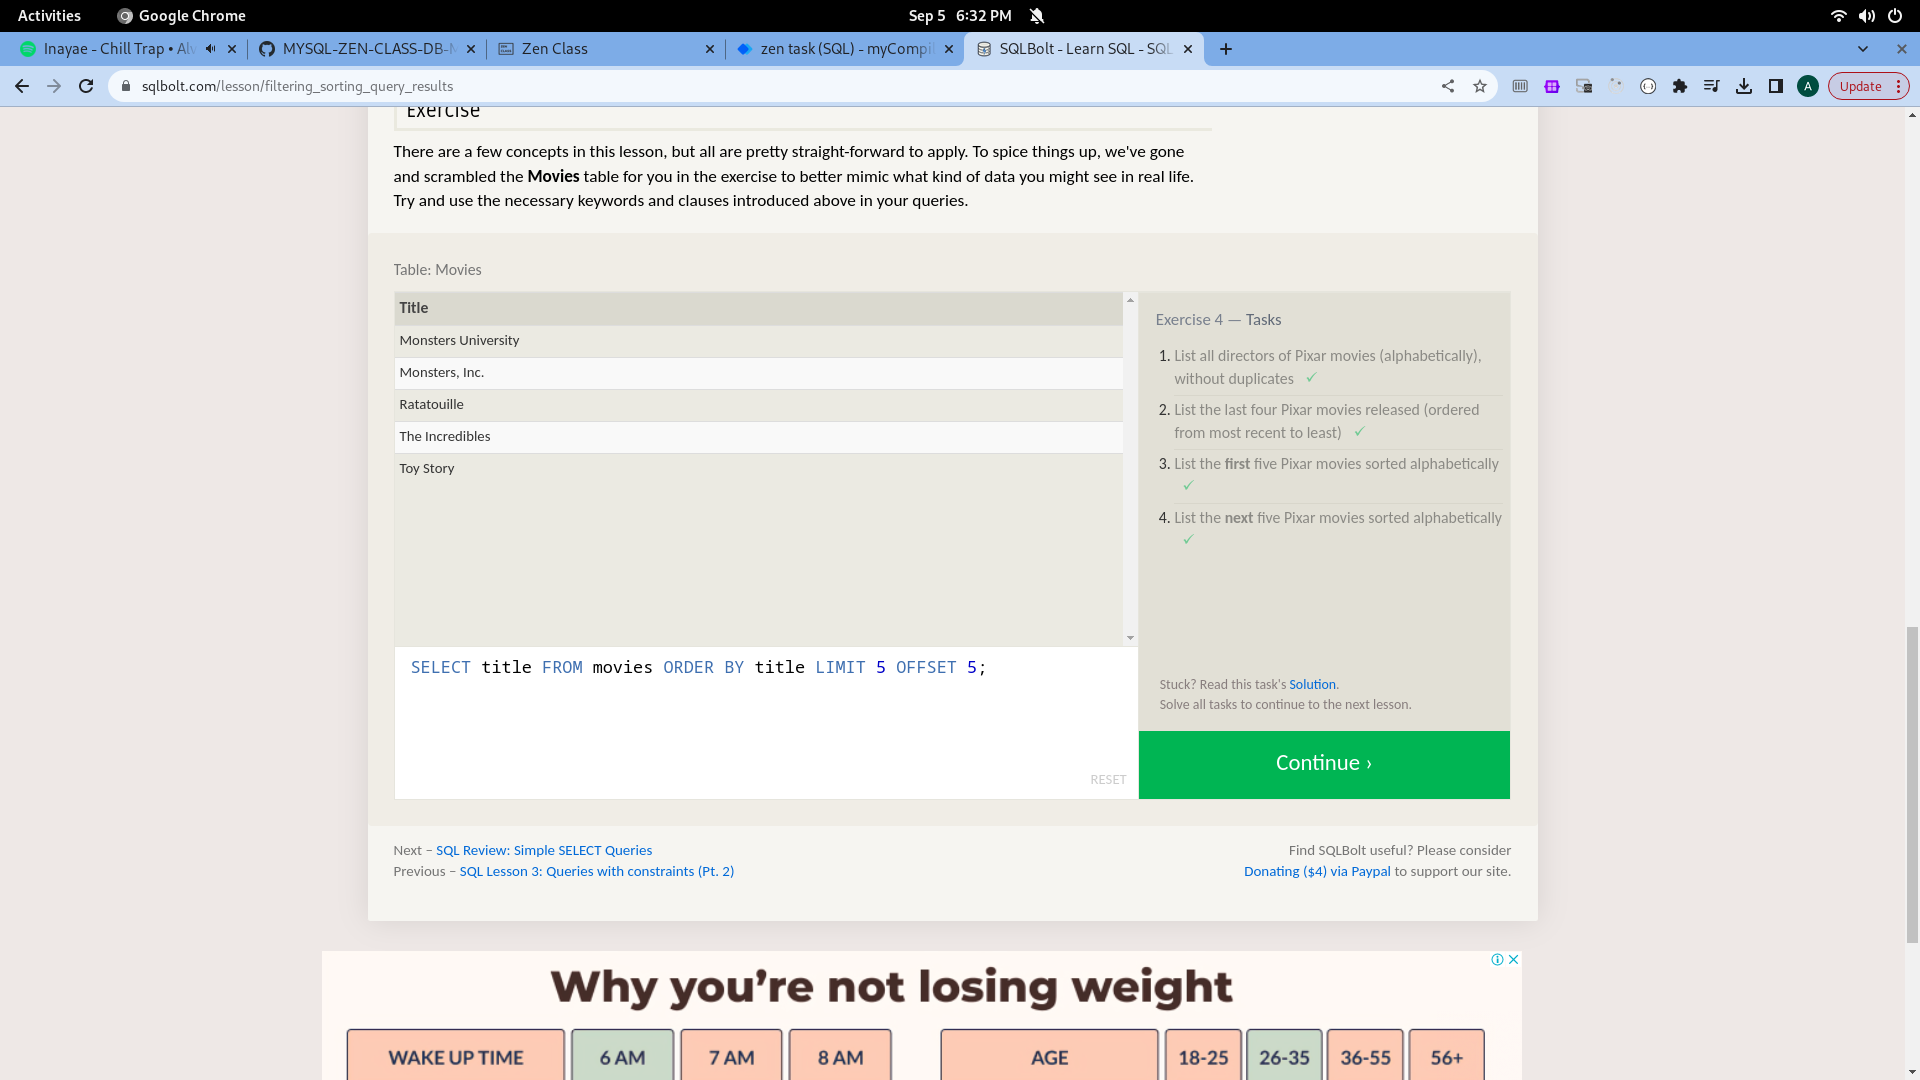 Activities Google Chrome Sep 5 6:32 PM
Inayae - Chill Trap • Alv MYSQL-ZEN-CLASS-DB-M Zen Class zen task (SQL) - myCompil SQLBolt - Learn SQL - SQL
sqlbolt.com/lesson/filtering_sorting_query_results A Update
Exercise
There are a few concepts in this lesson, but all are pretty straight-forward to apply. To spice things up, we've gone
and scrambled the Movies table for you in the exercise to better mimic what kind of data you might see in real life.
Try and use the necessary keywords and clauses introduced above in your queries.
Table: Movies
Title
Monsters University
Monsters, Inc.
Ratatouille
The Incredibles
Toy Story
SELECT title FROM movies ORDER BY title LIMIT 5 OFFSET 5;
RESET
Exercise 4 — Tasks
1. List all directors of Pixar movies (alphabetically),
without duplicates ✓
2. List the last four Pixar movies released (ordered
from most recent to least) ✓
3. List the first five Pixar movies sorted alphabetically
✓
4. List the next five Pixar movies sorted alphabetically
✓
Stuck? Read this task's Solution.
Solve all tasks to continue to the next lesson.
Continue ›
Next – SQL Review: Simple SELECT Queries
Previous – SQL Lesson 3: Queries with constraints (Pt. 2)
Find SQLBolt useful? Please consider
Donating ($4) via Paypal to support our site.
Why you're not losing weight
WAKE UP TIME 6 AM 7 AM 8 AM AGE 18-25 26-35 36-55 56+